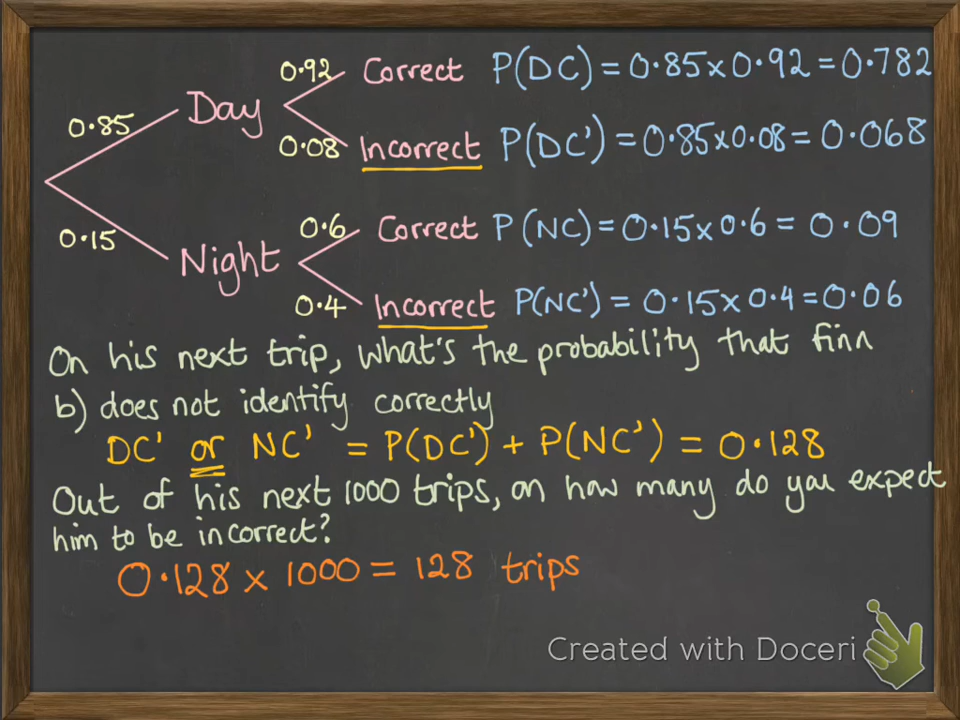 0.92 Correct P(DC) = 0.85 x 0.92 = 0.782
0.85 Day
0.08 Incorrect P(DC') = 0.85 x 0.08 = 0.068
0.15 Night
0.6 Correct P(NC) = 0.15 x 0.6 = 0.09
0.4 Incorrect P(NC') = 0.15 x 0.4 = 0.06
On his next trip, what's the probability that finn
b) does not identify correctly
DC' or NC' = P(DC') + P(NC') = 0.128
Out of his next 1000 trips, on how many do you expect
him to be incorrect?
0.128 x 1000 = 128 trips
Created with Doceri